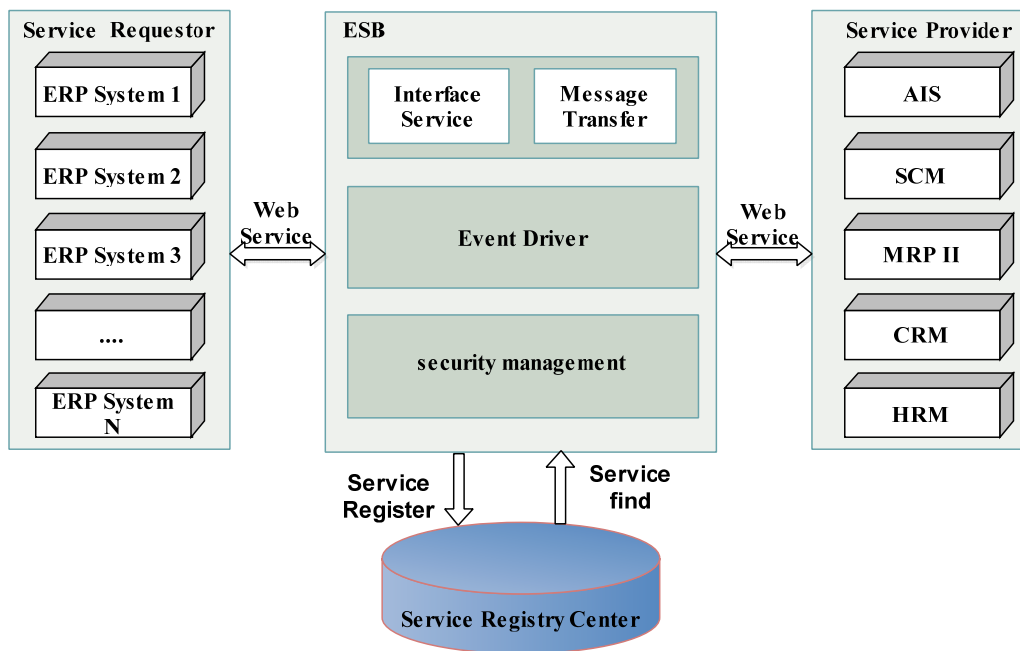 Service Requestor
ERP System 1
ERP System 2
ERP System 3
....
ERP System
N
Web
Service
ESB
Interface
Service
Message
Transfer
Event Driver
security management
Web
Service
Service Provider
AIS
SCM
MRP II
CRM
HRM
Service
Register
Service
find
Service Registry Center